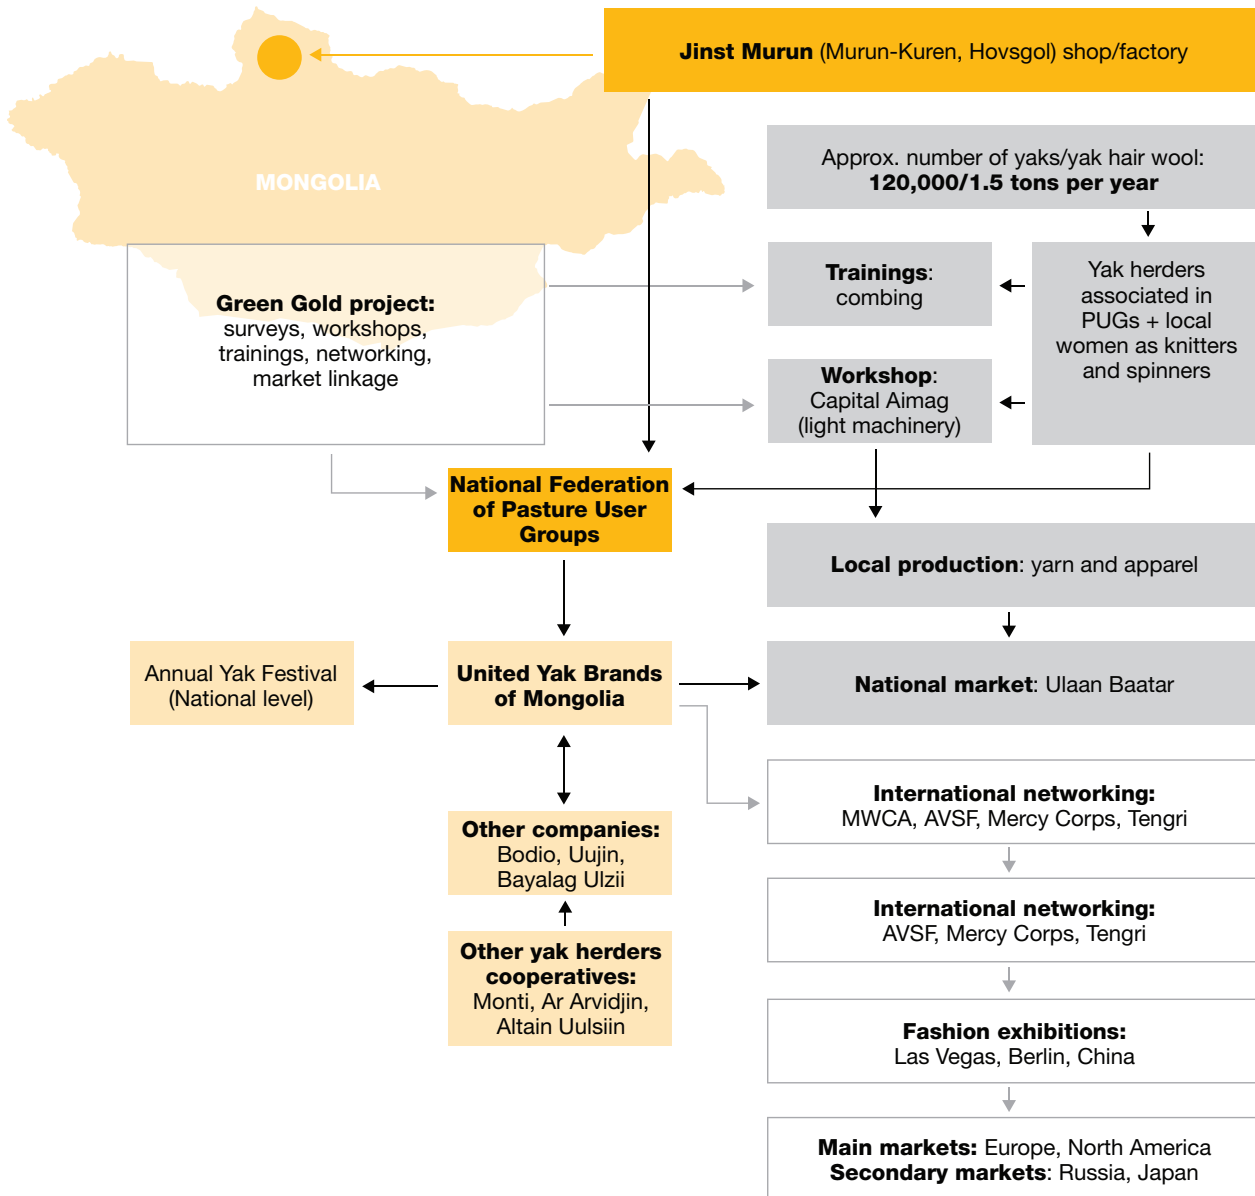 Jinst Murun (Murun-Kuren, Hovsgol) shop/factory
MONGOLIA
Approx. number of yaks/yak hair wool:
120,000/1.5 tons per year
Green Gold project:
surveys, workshops,
trainings, networking,
market linkage
Trainings:
combing
Yak herders
associated in
PUGs + local
women as knitters
and spinners
Workshop:
Capital Aimag
(light machinery)
National Federation
of Pasture User
Groups
Local production: yarn and apparel
Annual Yak Festival
(National level)
United Yak Brands
of Mongolia
National market: Ulaan Baatar
International networking:
MWCA, AVSF, Mercy Corps, Tengri
Other companies:
Bodio, Uujin,
Bayalag Ulzii
International networking:
AVSF, Mercy Corps, Tengri
Other yak herders
cooperatives:
Monti, Ar Arvidjin,
Altain Uulsiin
Fashion exhibitions:
Las Vegas, Berlin, China
Main markets: Europe, North America
Secondary markets: Russia, Japan